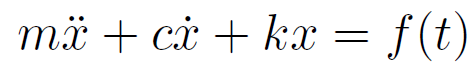 mẍ + cẋ + kx = f(t)